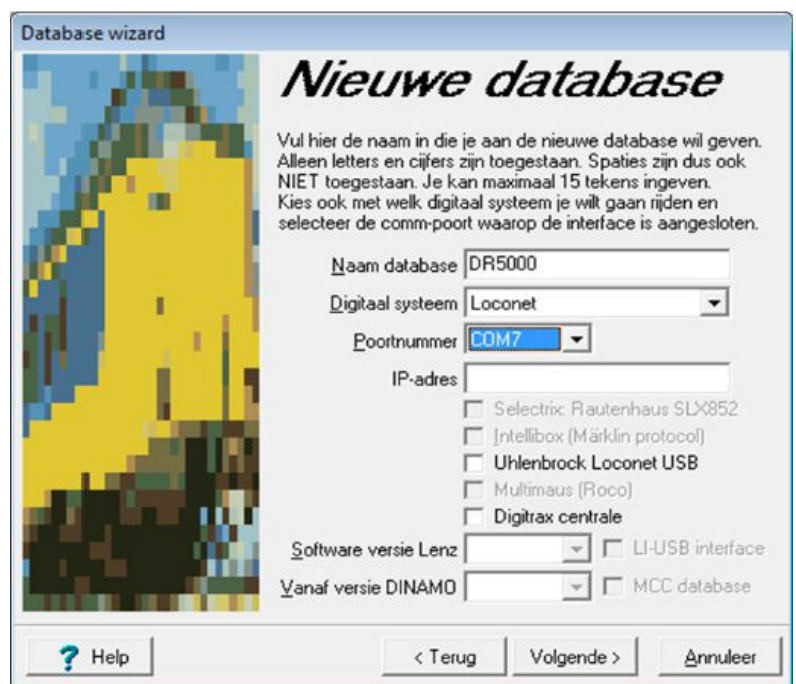 Database wizard
Nieuwe database
Vul hier de naam in die je aan de nieuwe database wil geven.
Alleen letters en cijfers zijn toegestaan. Spaties zijn dus ook
NIET toegestaan. Je kan maximaal 15 tekens ingeven.
Kies ook met welk digitaal systeem je wilt gaan rijden en
selecteer de comm-poort waarop de interface is aangesloten.
Naam database DR5000
Digitaal systeem Loconet
Poortnummer COM7
IP-adres
Selectrix: Rautenhaus SLX852
Intellibox (Märklin protocol)
Uhlenbrock Loconet USB
Multimaus (Roco)
Digitrax centrale
Software versie Lenz LI-USB interface
Vanaf versie DINAMO MCC database
? Help < Terug Volgende > Annuleer